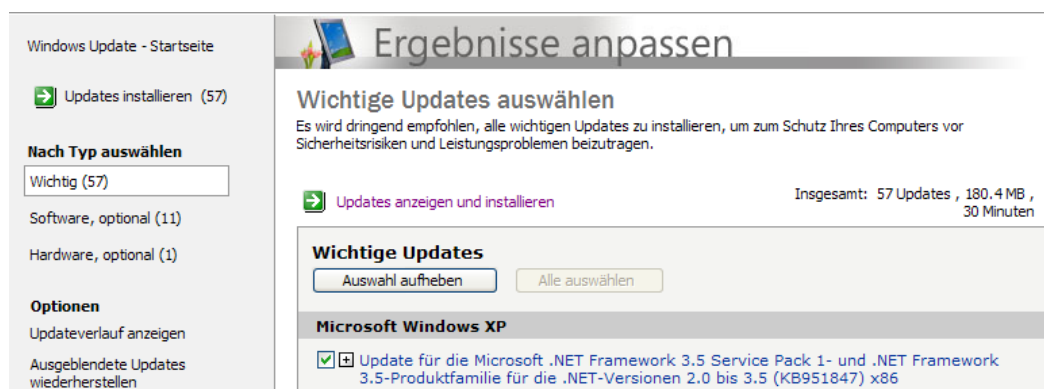 Windows Update - Startseite
Updates installieren (57)
Nach Typ auswählen
Wichtig (57)
Software, optional (11)
Hardware, optional (1)
Optionen
Updateverlauf anzeigen
Ausgeblendete Updates
wiederherstellen
Ergebnisse anpassen
Wichtige Updates auswählen
Es wird dringend empfohlen, alle wichtigen Updates zu installieren, um zum Schutz Ihres Computers vor
Sicherheitsrisiken und Leistungsproblemen beizutragen.
Updates anzeigen und installieren
Insgesamt: 57 Updates , 180.4 MB ,
30 Minuten
Wichtige Updates
Auswahl aufheben
Alle auswählen
Microsoft Windows XP
Update für die Microsoft .NET Framework 3.5 Service Pack 1- und .NET Framework
3.5-Produktfamilie für die .NET-Versionen 2.0 bis 3.5 (KB951847) x86